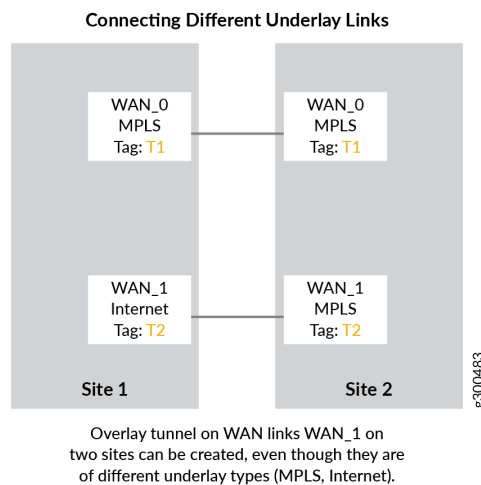 Connecting Different Underlay Links
WAN_0
MPLS
Tag: T1
WAN_0
MPLS
Tag: T1
WAN_1
Internet
Tag: T2
WAN_1
MPLS
Tag: T2
Site 1
Site 2
g300483
Overlay tunnel on WAN links WAN_1 on
two sites can be created, even though they are
of different underlay types (MPLS, Internet).